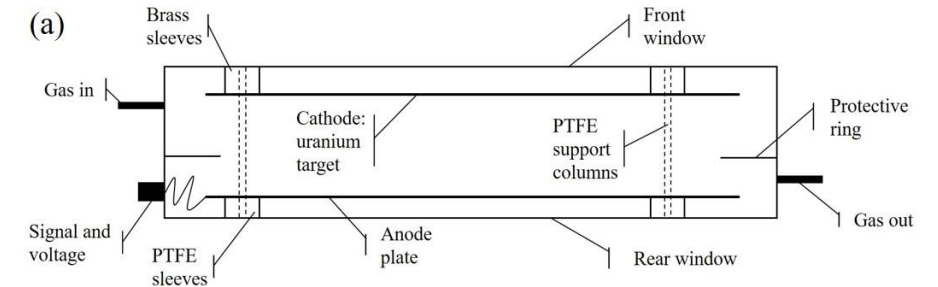 (a)
Brass
sleeves
Front
window
Gas in
Cathode:
uranium
target
PTFE
support
columns
Protective
ring
Signal and
voltage
PTFE
sleeves
Anode
plate
Rear window
Gas out